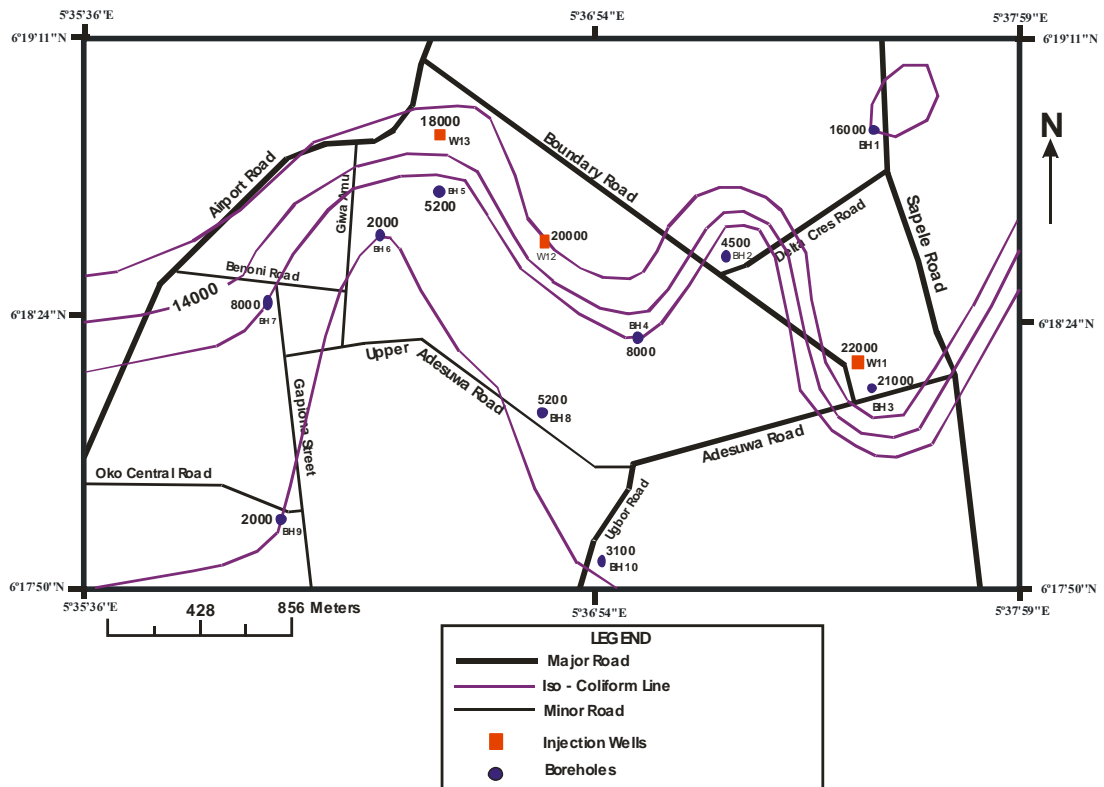 5°35'36"E
5°36'54"E
5°37'59"E
6°19'11"N
6°19'11"N
18000
W13
16000
BH1
N
Airport Road
Giwa Amu
Boundary Road
BH5
5200
2000
BH6
20000
W12
4500
BH2
Delta Cres Road
Sapele Road
Benoni Road
14000
8000
BH7
6°18'24"N
6°18'24"N
BH4
8000
Upper Adesuwa Road
22000
W11
21000
BH3
Gapiona Street
5200
BH8
Adesuwa Road
Oko Central Road
2000
BH9
Ugbor Road
3100
BH10
6°17'50"N
6°17'50"N
5°35'36"E
5°36'54"E
5°37'59"E
428
856 Meters
LEGEND
Major Road
Iso - Coliform Line
Minor Road
Injection Wells
Boreholes